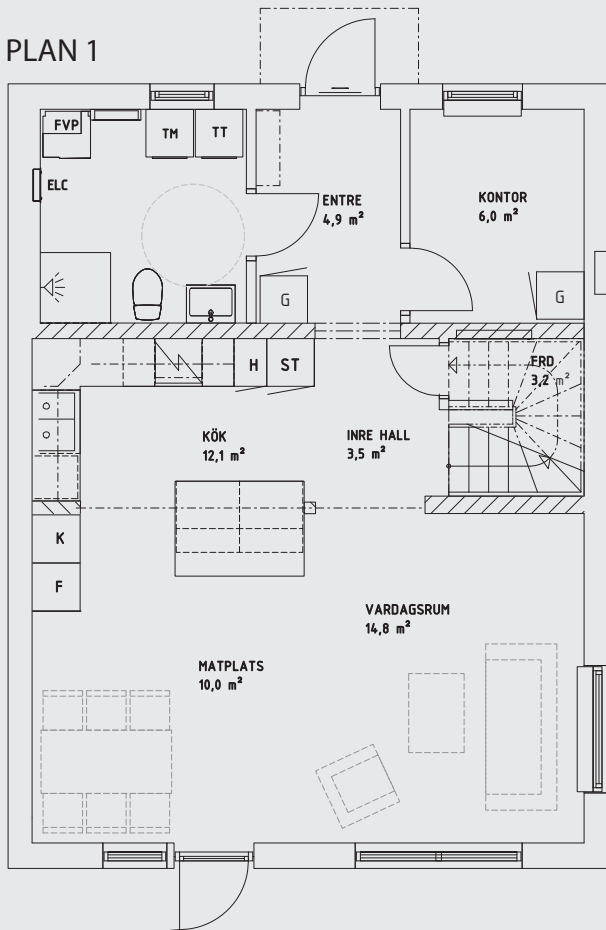 PLAN 1
FVP
TM
TT
ELC
ENTRE
4,9 m²
KONTOR
6,0 m²
G
G
H
ST
ERD
3,2 m²
KÖK
12,1 m²
INRE HALL
3,5 m²
K
F
VARDAGSRUM
14,8 m²
MATPLATS
10,0 m²